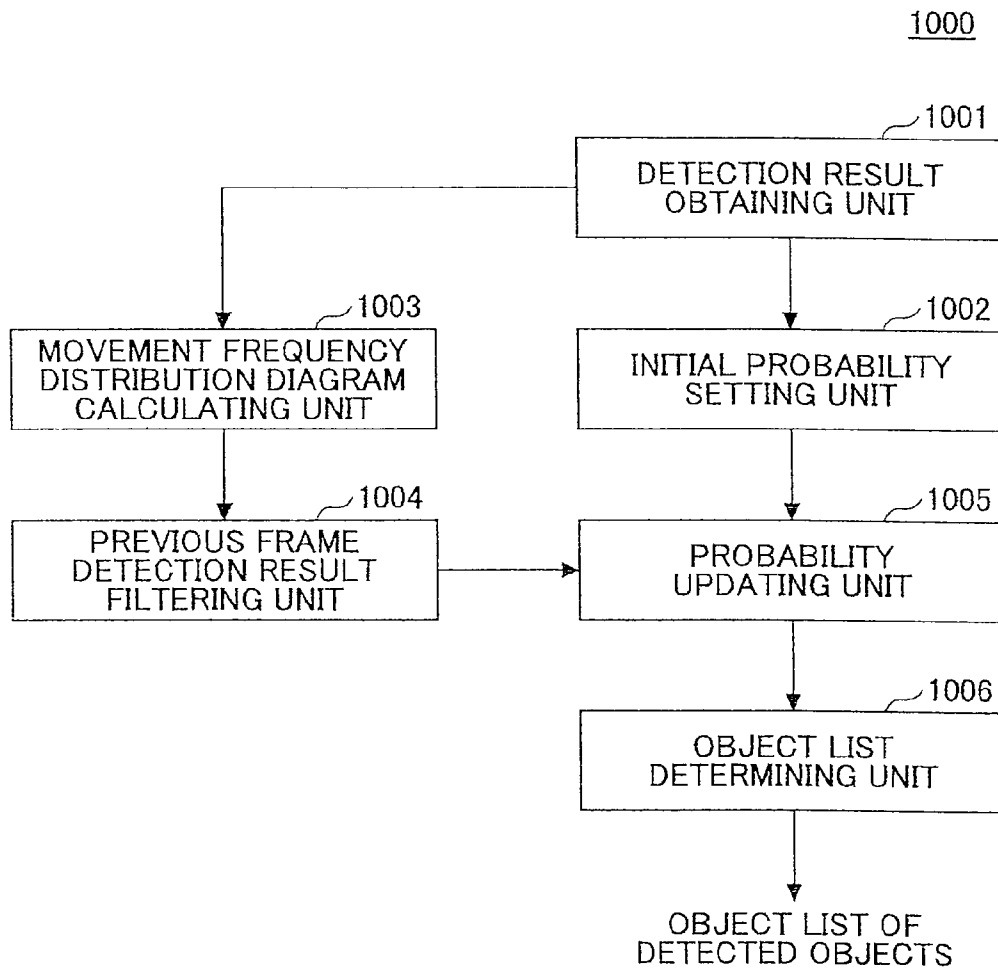 1000
1001
DETECTION RESULT
OBTAINING UNIT
1003
MOVEMENT FREQUENCY
DISTRIBUTION DIAGRAM
CALCULATING UNIT
1002
INITIAL PROBABILITY
SETTING UNIT
1004
PREVIOUS FRAME
DETECTION RESULT
FILTERING UNIT
1005
PROBABILITY
UPDATING UNIT
1006
OBJECT LIST
DETERMINING UNIT
OBJECT LIST OF
DETECTED OBJECTS